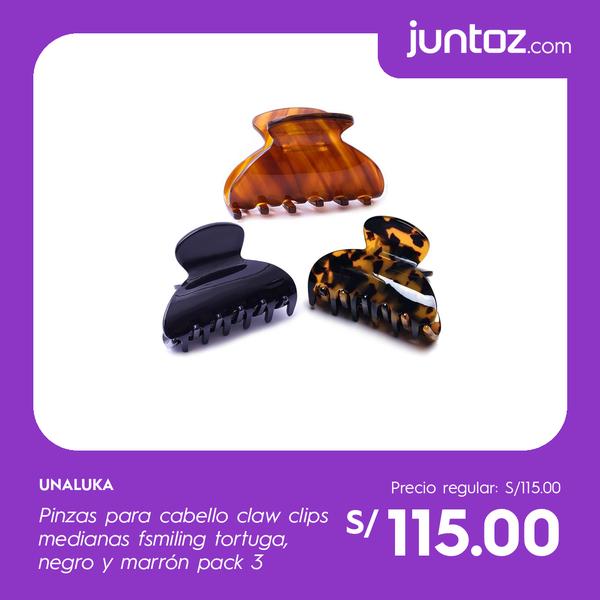 juntoz.com
UNALUKA
Pinzas para cabello claw clips
medianas fsmiling tortuga,
negro y marrón pack 3
Precio regular: S/115.00
S/ 115.00